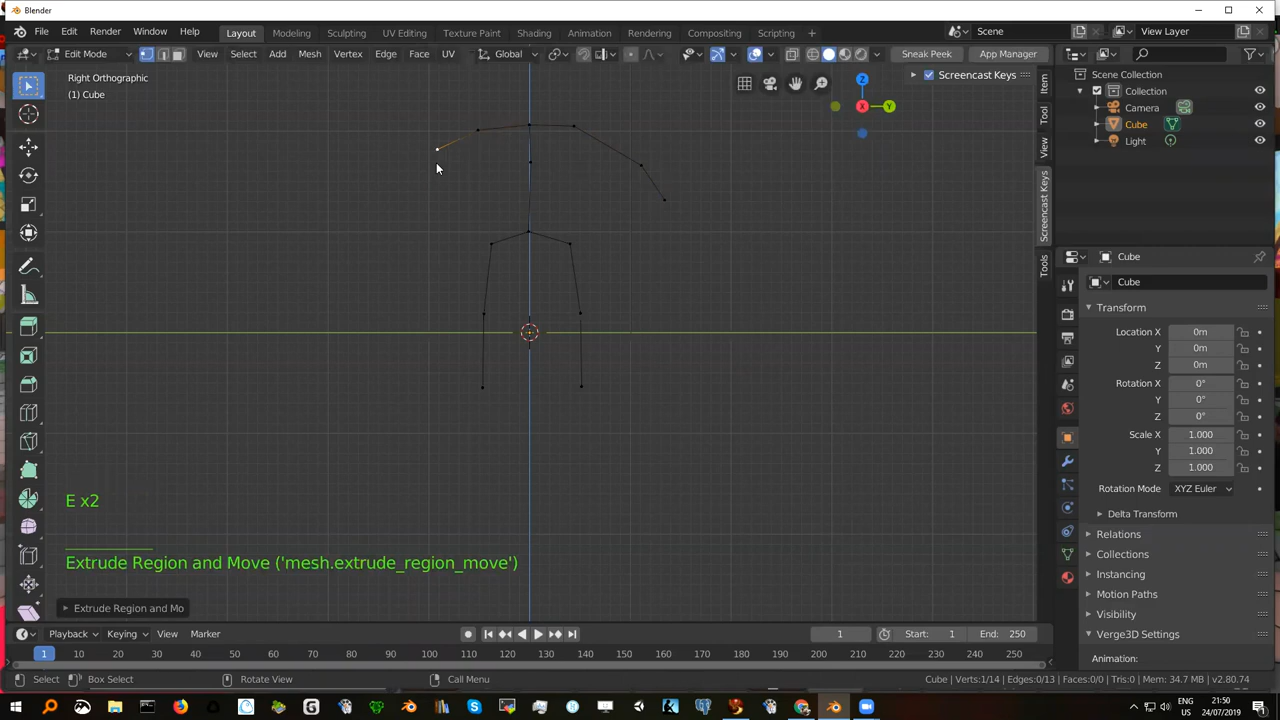 Blender
File Edit Render Window Help Layout Modeling Sculpting UV Editing Texture Paint Shading Animation Rendering Compositing Scripting + Scene View Layer
Edit Mode View Select Add Mesh Vertex Edge Face UV Global Sneak Peek App Manager
Right Orthographic
(1) Cube
Screencast Keys
X
Y
Z
Item
Tool
View
Screencast Keys
Tools
Scene Collection
Collection
Camera
Cube
Light
Cube
Cube
Transform
Location X 0m
Y 0m
Z 0m
Rotation X 0°
Y 0°
Z 0°
Scale X 1.000
Y 1.000
Z 1.000
Rotation Mode XYZ Euler
Delta Transform
Relations
Collections
Instancing
Motion Paths
Visibility
Verge3D Settings
Animation:
E x2
Extrude Region and Move ('mesh.extrude_region_move')
Extrude Region and Mo
Playback Keying View Marker 1 Start: 1 End: 250
1 10 20 30 40 50 60 70 80 90 100 110 120 130 140 150 160 170 180 190 200 210 220 230 240 250
Select Box Select Rotate View Call Menu Cube | Verts:1/14 | Edges:0/13 | Faces:0/0 | Tris:0 | Mem: 34.7 MB | v2.80.74
ENG
US
21:50
24/07/2019